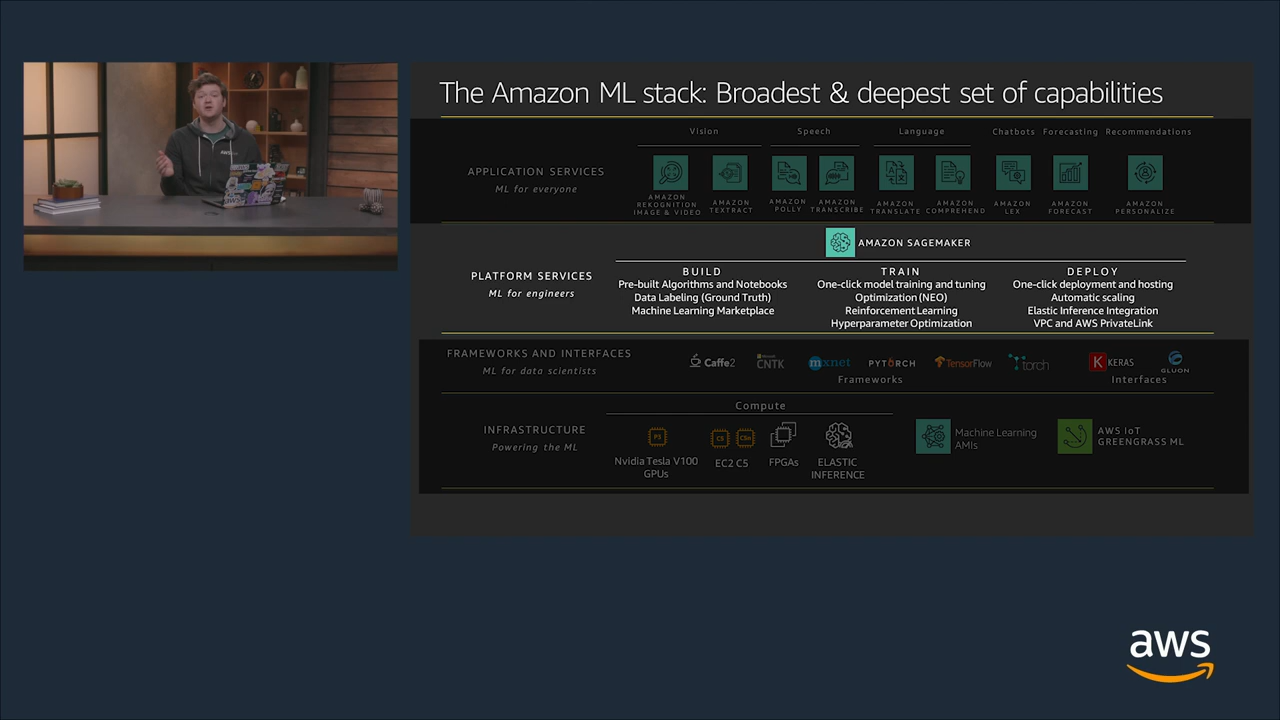 The Amazon ML stack: Broadest & deepest set of capabilities
Vision
Speech
Language
Chatbots
Forecasting
Recommendations
APPLICATION SERVICES
ML for everyone
AMAZON
REKOGNITION
IMAGE & VIDEO
AMAZON
TEXTRACT
AMAZON
POLLY
AMAZON
TRANSCRIBE
AMAZON
TRANSLATE
AMAZON
COMPREHEND
AMAZON
LEX
AMAZON
FORECAST
AMAZON
PERSONALIZE
AMAZON SAGEMAKER
PLATFORM SERVICES
ML for engineers
BUILD
Pre-built Algorithms and Notebooks
Data Labeling (Ground Truth)
Machine Learning Marketplace
TRAIN
One-click model training and tuning
Optimization (NEO)
Reinforcement Learning
Hyperparameter Optimization
DEPLOY
One-click deployment and hosting
Automatic scaling
Elastic Inference Integration
VPC and AWS PrivateLink
FRAMEWORKS AND INTERFACES
ML for data scientists
Caffe2
CNTK
mxnet
PYTORCH
TensorFlow
torch
Frameworks
K KERAS
GLUON
Interfaces
INFRASTRUCTURE
Powering the ML
Compute
P3
Nvidia Tesla V100
GPUs
C5
C5n
EC2 C5
FPGAs
ELASTIC
INFERENCE
Machine Learning
AMIs
AWS IoT
GREENGRASS ML
aws